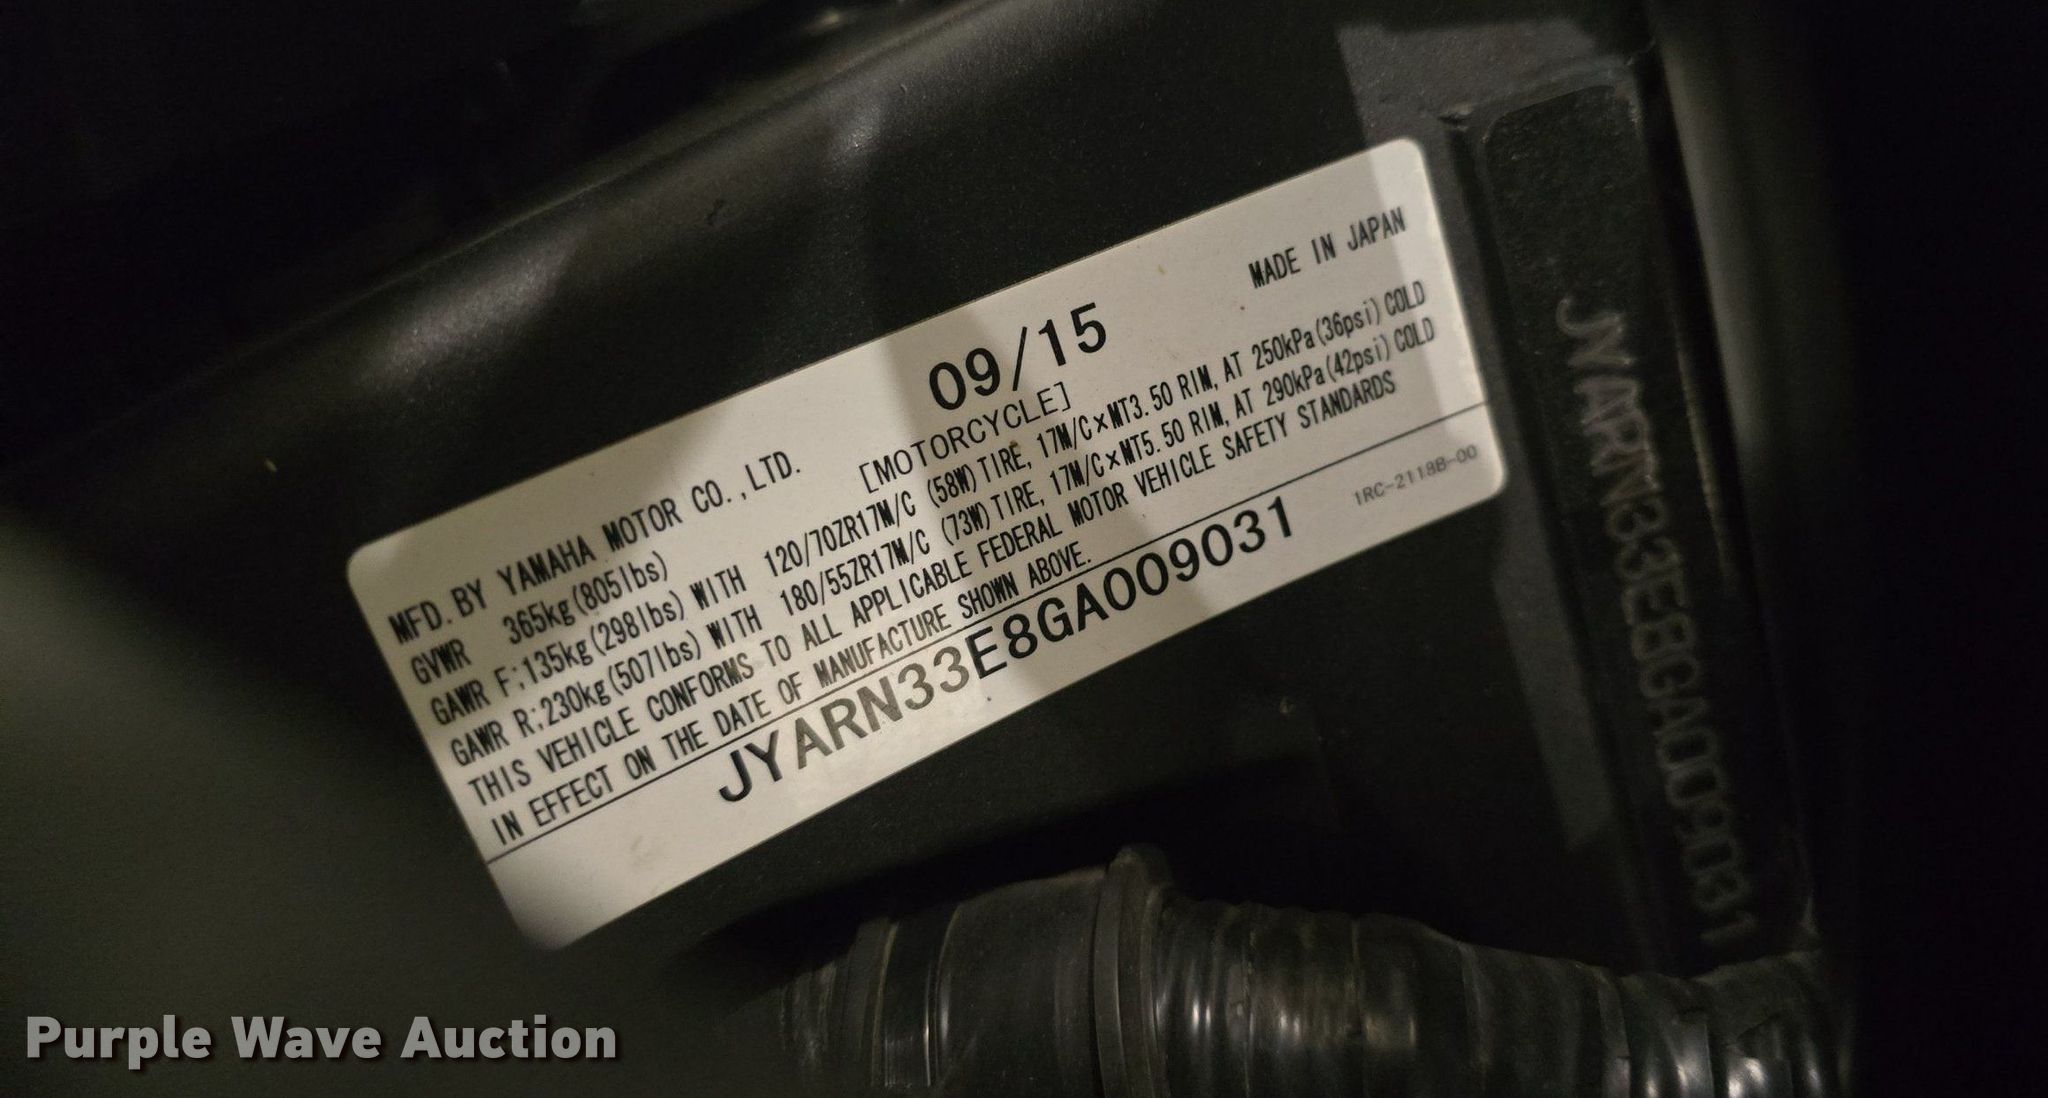 09/15
MADE IN JAPAN
MFD. BY YAMAHA MOTOR CO., LTD.
[MOTORCYCLE]
GVWR 365kg(805lbs)
GAWR F;135kg(298lbs) WITH 120/70ZR17M/C (58W) TIRE, 17M/C×MT3.50 RIM, AT 250kPa(36psi) COLD
GAWR R;230kg(507lbs) WITH 180/55ZR17M/C (73W) TIRE, 17M/C×MT5.50 RIM, AT 290kPa(42psi) COLD
THIS VEHICLE CONFORMS TO ALL APPLICABLE FEDERAL MOTOR VEHICLE SAFETY STANDARDS
IN EFFECT ON THE DATE OF MANUFACTURE SHOWN ABOVE.
JYARN33E8GA009031
1RC-2118B-00
JYARN33E8GA009031
Purple Wave Auction